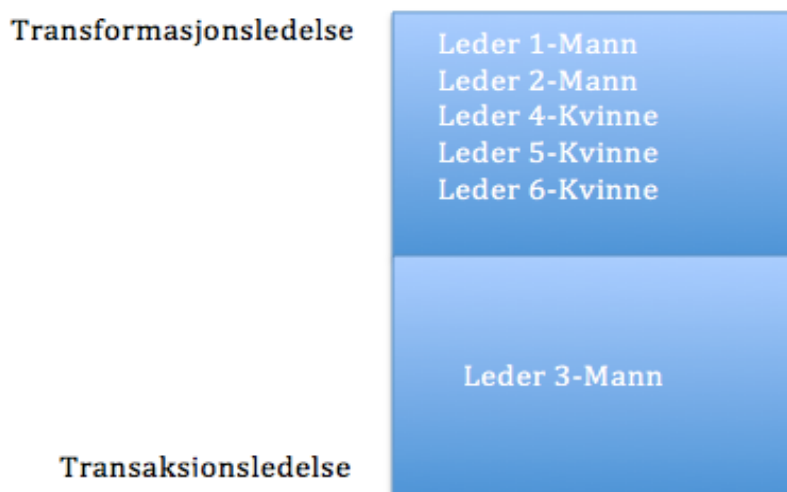 Transformasjonsledelse
Leder 1-Mann
Leder 2-Mann
Leder 4-Kvinne
Leder 5-Kvinne
Leder 6-Kvinne
Leder 3-Mann
Transaksionsledelse